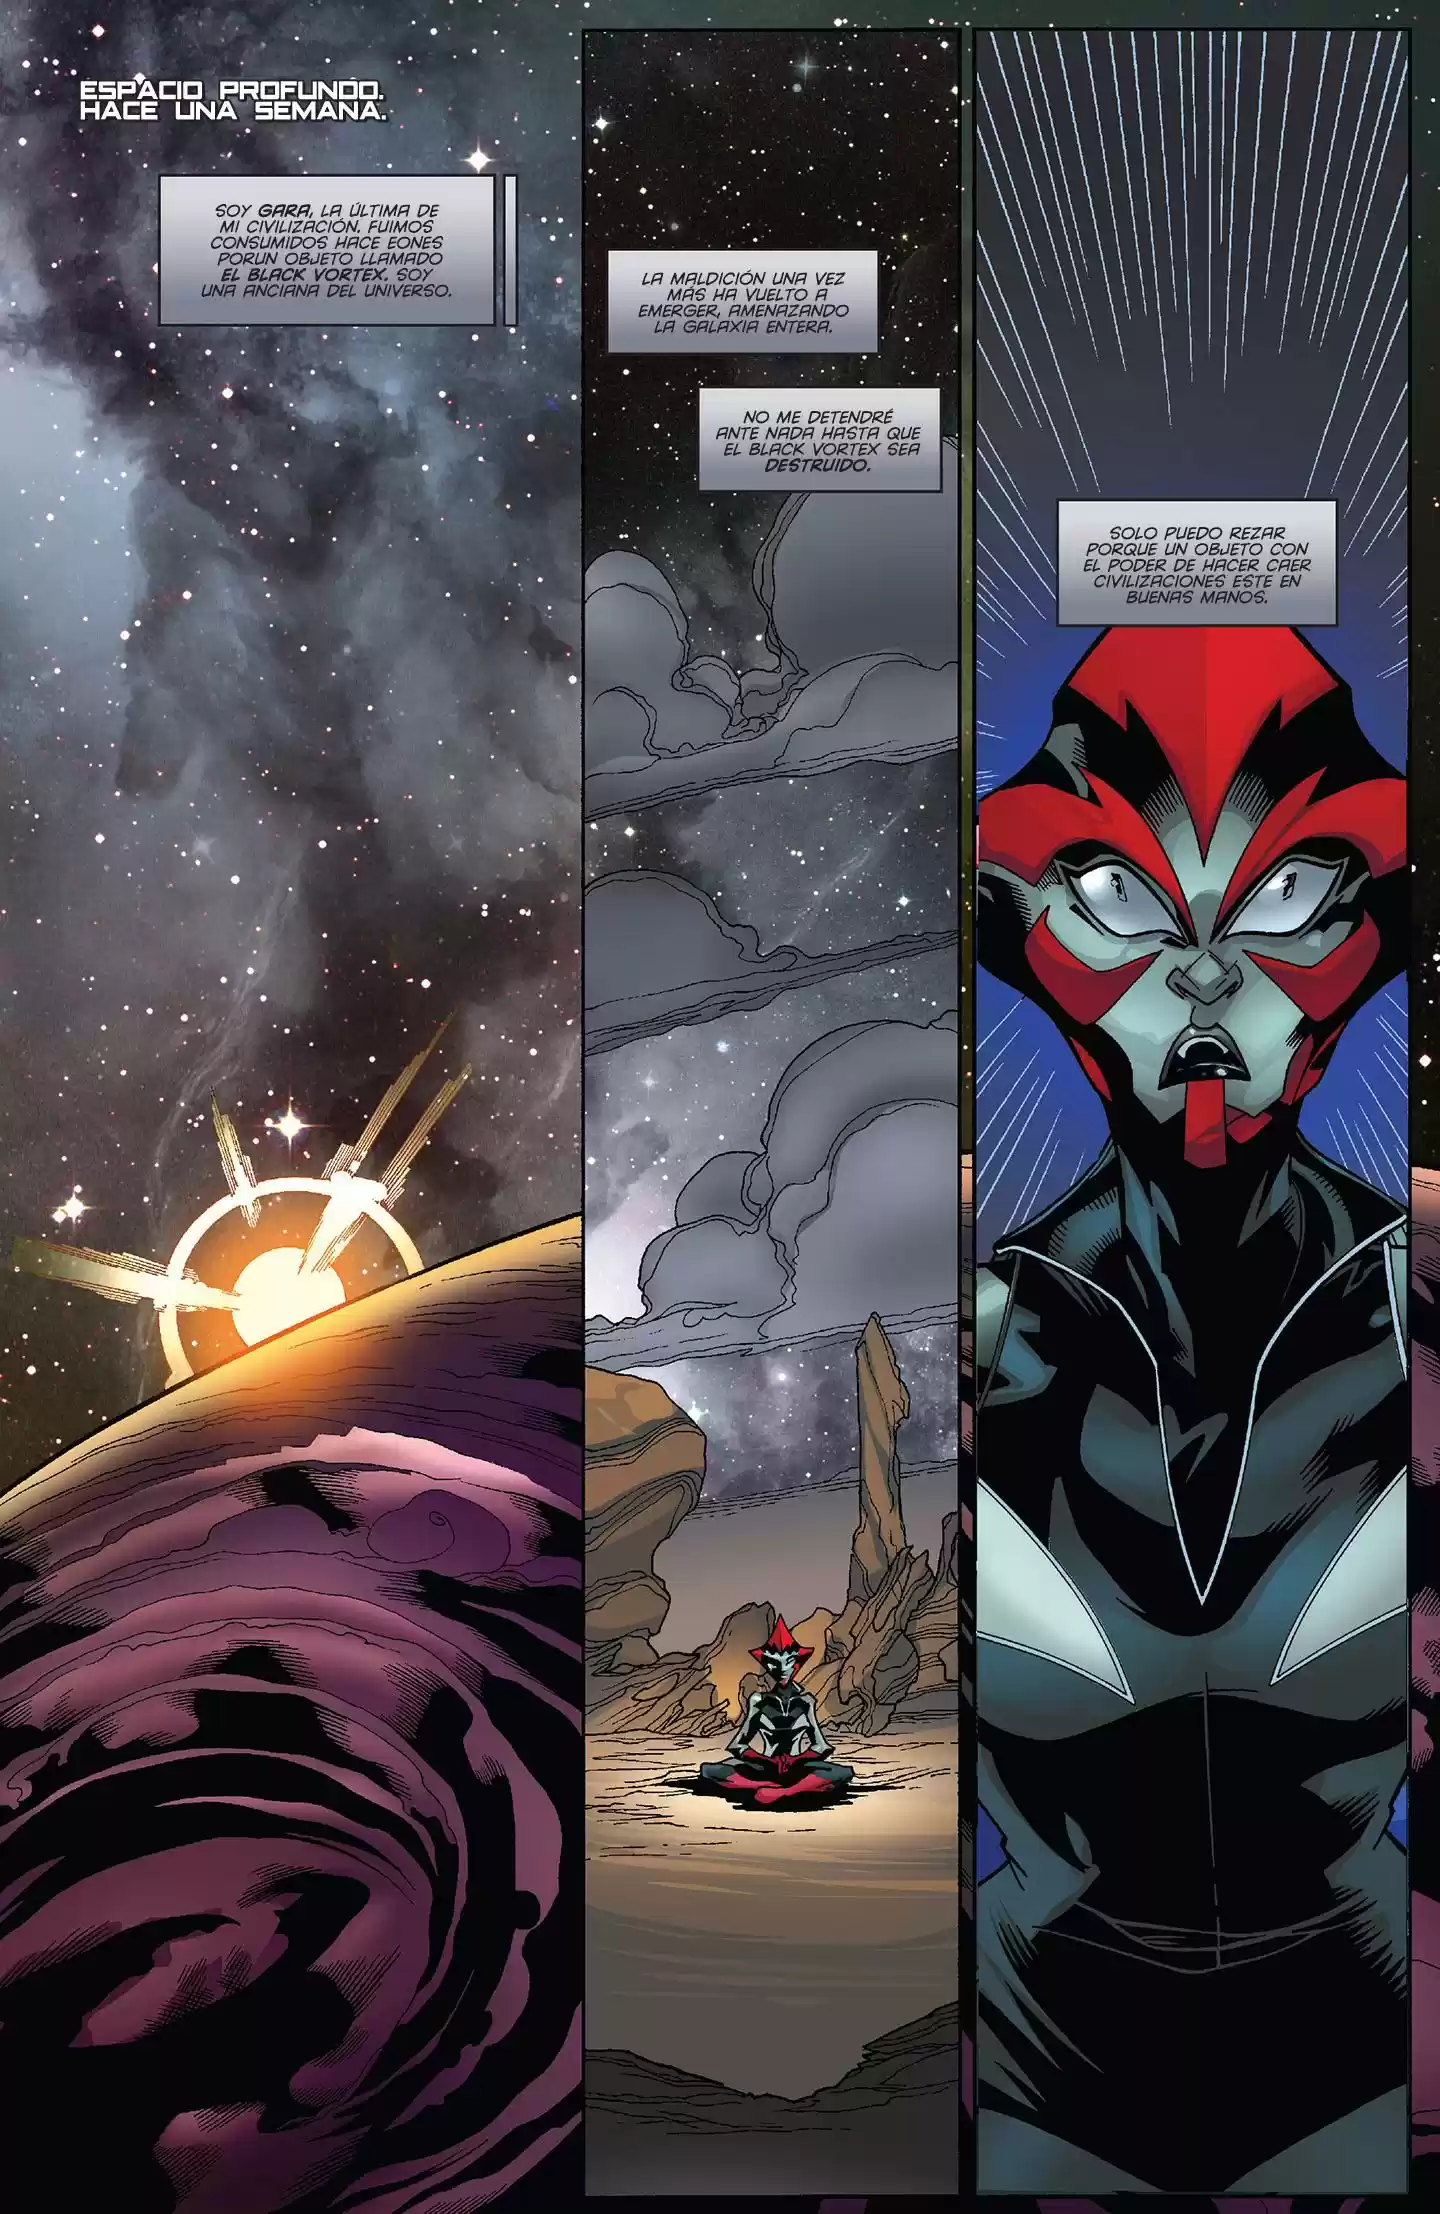 ESPACIO PROFUNDO.
HACE UNA SEMANA.
SOY GARA, LA ÚLTIMA DE
MI CIVILIZACIÓN. FUIMOS
CONSUMIDOS HACE EONES
PORUN OBJETO LLAMADO
EL BLACK VORTEX. SOY
UNA ANCIANA DEL UNIVERSO.
LA MALDICIÓN UNA VEZ
MÁS HA VUELTO A
EMERGER, AMENAZANDO
LA GALAXIA ENTERA.
NO ME DETENDRÉ
ANTE NADA HASTA QUE
EL BLACK VORTEX SEA
DESTRUIDO.
SOLO PUEDO REZAR
PORQUE UN OBJETO CON
EL PODER DE HACER CAER
CIVILIZACIONES ESTE EN
BUENAS MANOS.